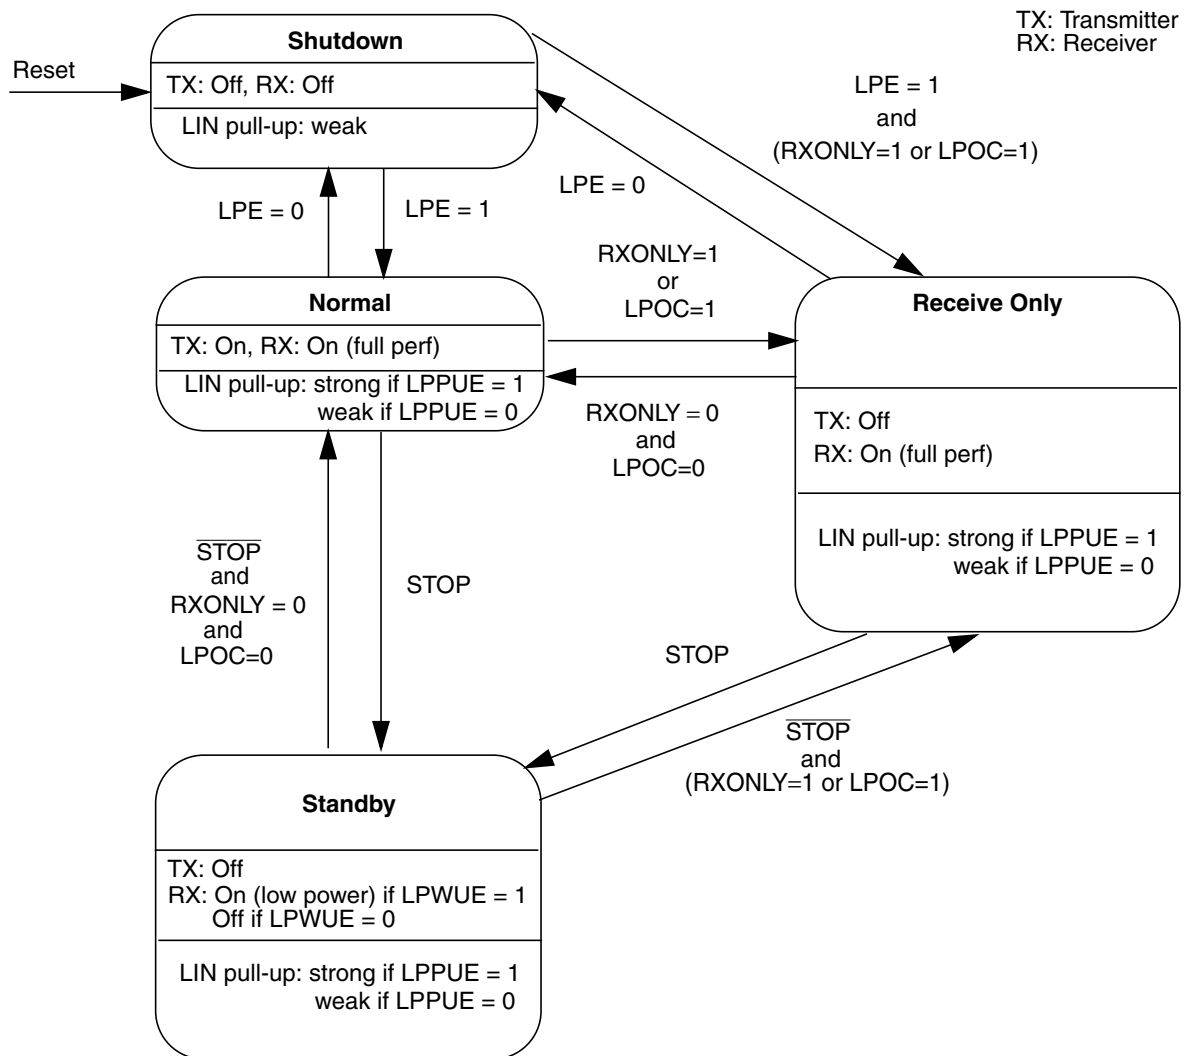 TX: Transmitter
RX: Receiver
Reset
Shutdown
TX: Off, RX: Off
LIN pull-up: weak
LPE = 1
and
(RXONLY=1 or LPOC=1)
LPE = 0
LPE = 0
LPE = 1
Normal
TX: On, RX: On (full perf)
LIN pull-up: strong if LPPUE = 1
weak if LPPUE = 0
RXONLY=1
or
LPOC=1
RXONLY = 0
and
LPOC=0
Receive Only
TX: Off
RX: On (full perf)
LIN pull-up: strong if LPPUE = 1
weak if LPPUE = 0
S̅T̅O̅P̅
and
RXONLY = 0
and
LPOC=0
STOP
STOP
S̅T̅O̅P̅
and
(RXONLY=1 or LPOC=1)
Standby
TX: Off
RX: On (low power) if LPWUE = 1
Off if LPWUE = 0
LIN pull-up: strong if LPPUE = 1
weak if LPPUE = 0